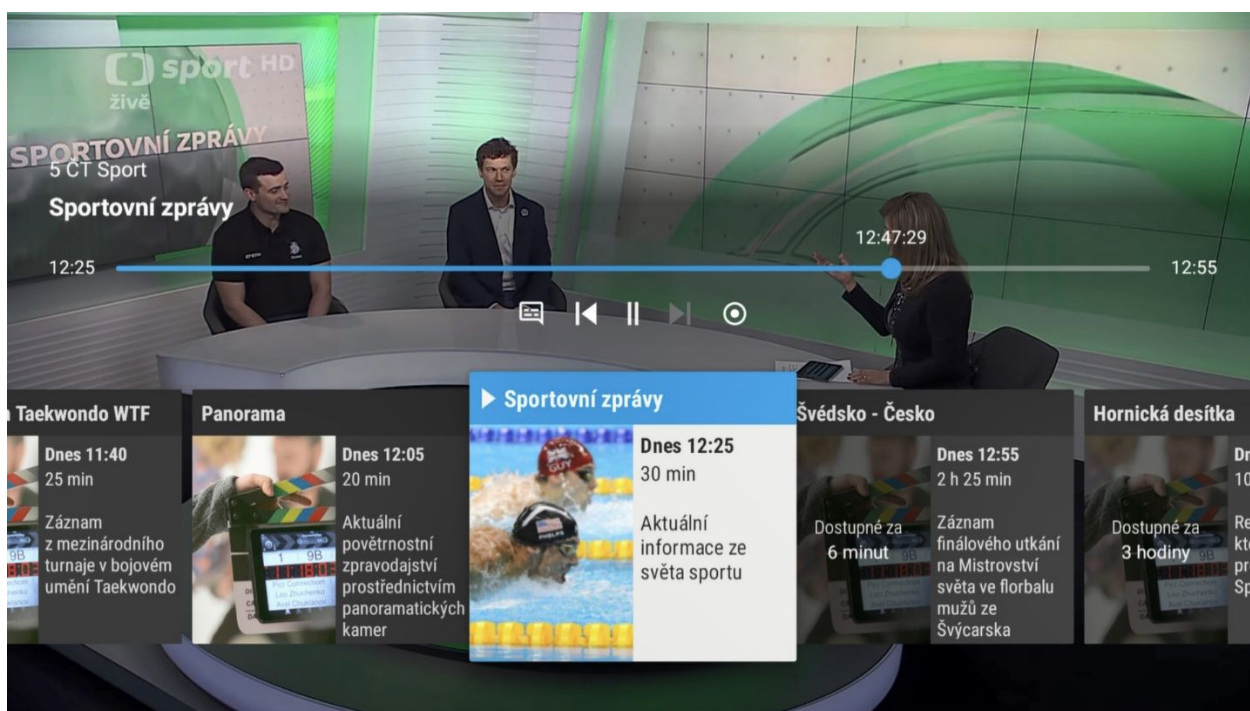 sport HD
živě
SPORTOVNÍ ZPRÁVY
5 ČT Sport
Sportovní zprávy
12:47:29
12:25
12:55
Taekwondo WTF
Dnes 11:40
25 min
Záznam
z mezinárodního
turnaje v bojovém
umění Taekwondo
Panorama
Dnes 12:05
20 min
Aktuální
povětrnostní
zpravodajství
prostřednictvím
panoramatických
kamer
Sportovní zprávy
GUY
PHELPS
Dnes 12:25
30 min
Aktuální
informace ze
světa sportu
Švédsko - Česko
Dostupné za
6 minut
Dnes 12:55
2 h 25 min
Záznam
finálového utkání
na Mistrovství
světa ve florbalu
mužů ze
Švýcarska
Hornická desítka
Dostupné za
3 hodiny